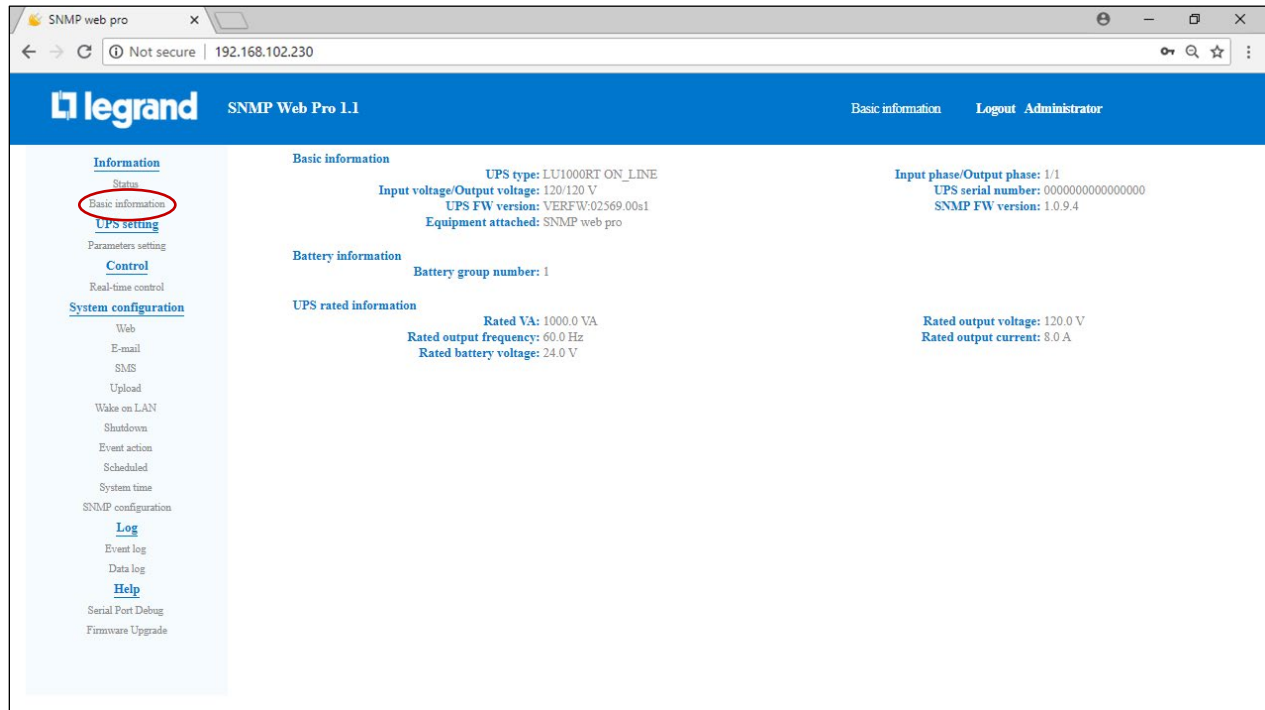 SNMP web pro
Not secure | 192.168.102.230
legrand SNMP Web Pro 1.1 Basic information Logout Administrator
Information
Status
Basic information
UPS setting
Parameters setting
Control
Real-time control
System configuration
Web
E-mail
SMS
Upload
Wake on LAN
Shutdown
Event action
Scheduled
System time
SNMP configuration
Log
Event log
Data log
Help
Serial Port Debug
Firmware Upgrade
Basic information
UPS type: LU1000RT ON_LINE Input phase/Output phase: 1/1
Input voltage/Output voltage: 120/120 V UPS serial number: 0000000000000000
UPS FW version: VERFW:02569.00s1 SNMP FW version: 1.0.9.4
Equipment attached: SNMP web pro
Battery information
Battery group number: 1
UPS rated information
Rated VA: 1000.0 VA Rated output voltage: 120.0 V
Rated output frequency: 60.0 Hz Rated output current: 8.0 A
Rated battery voltage: 24.0 V